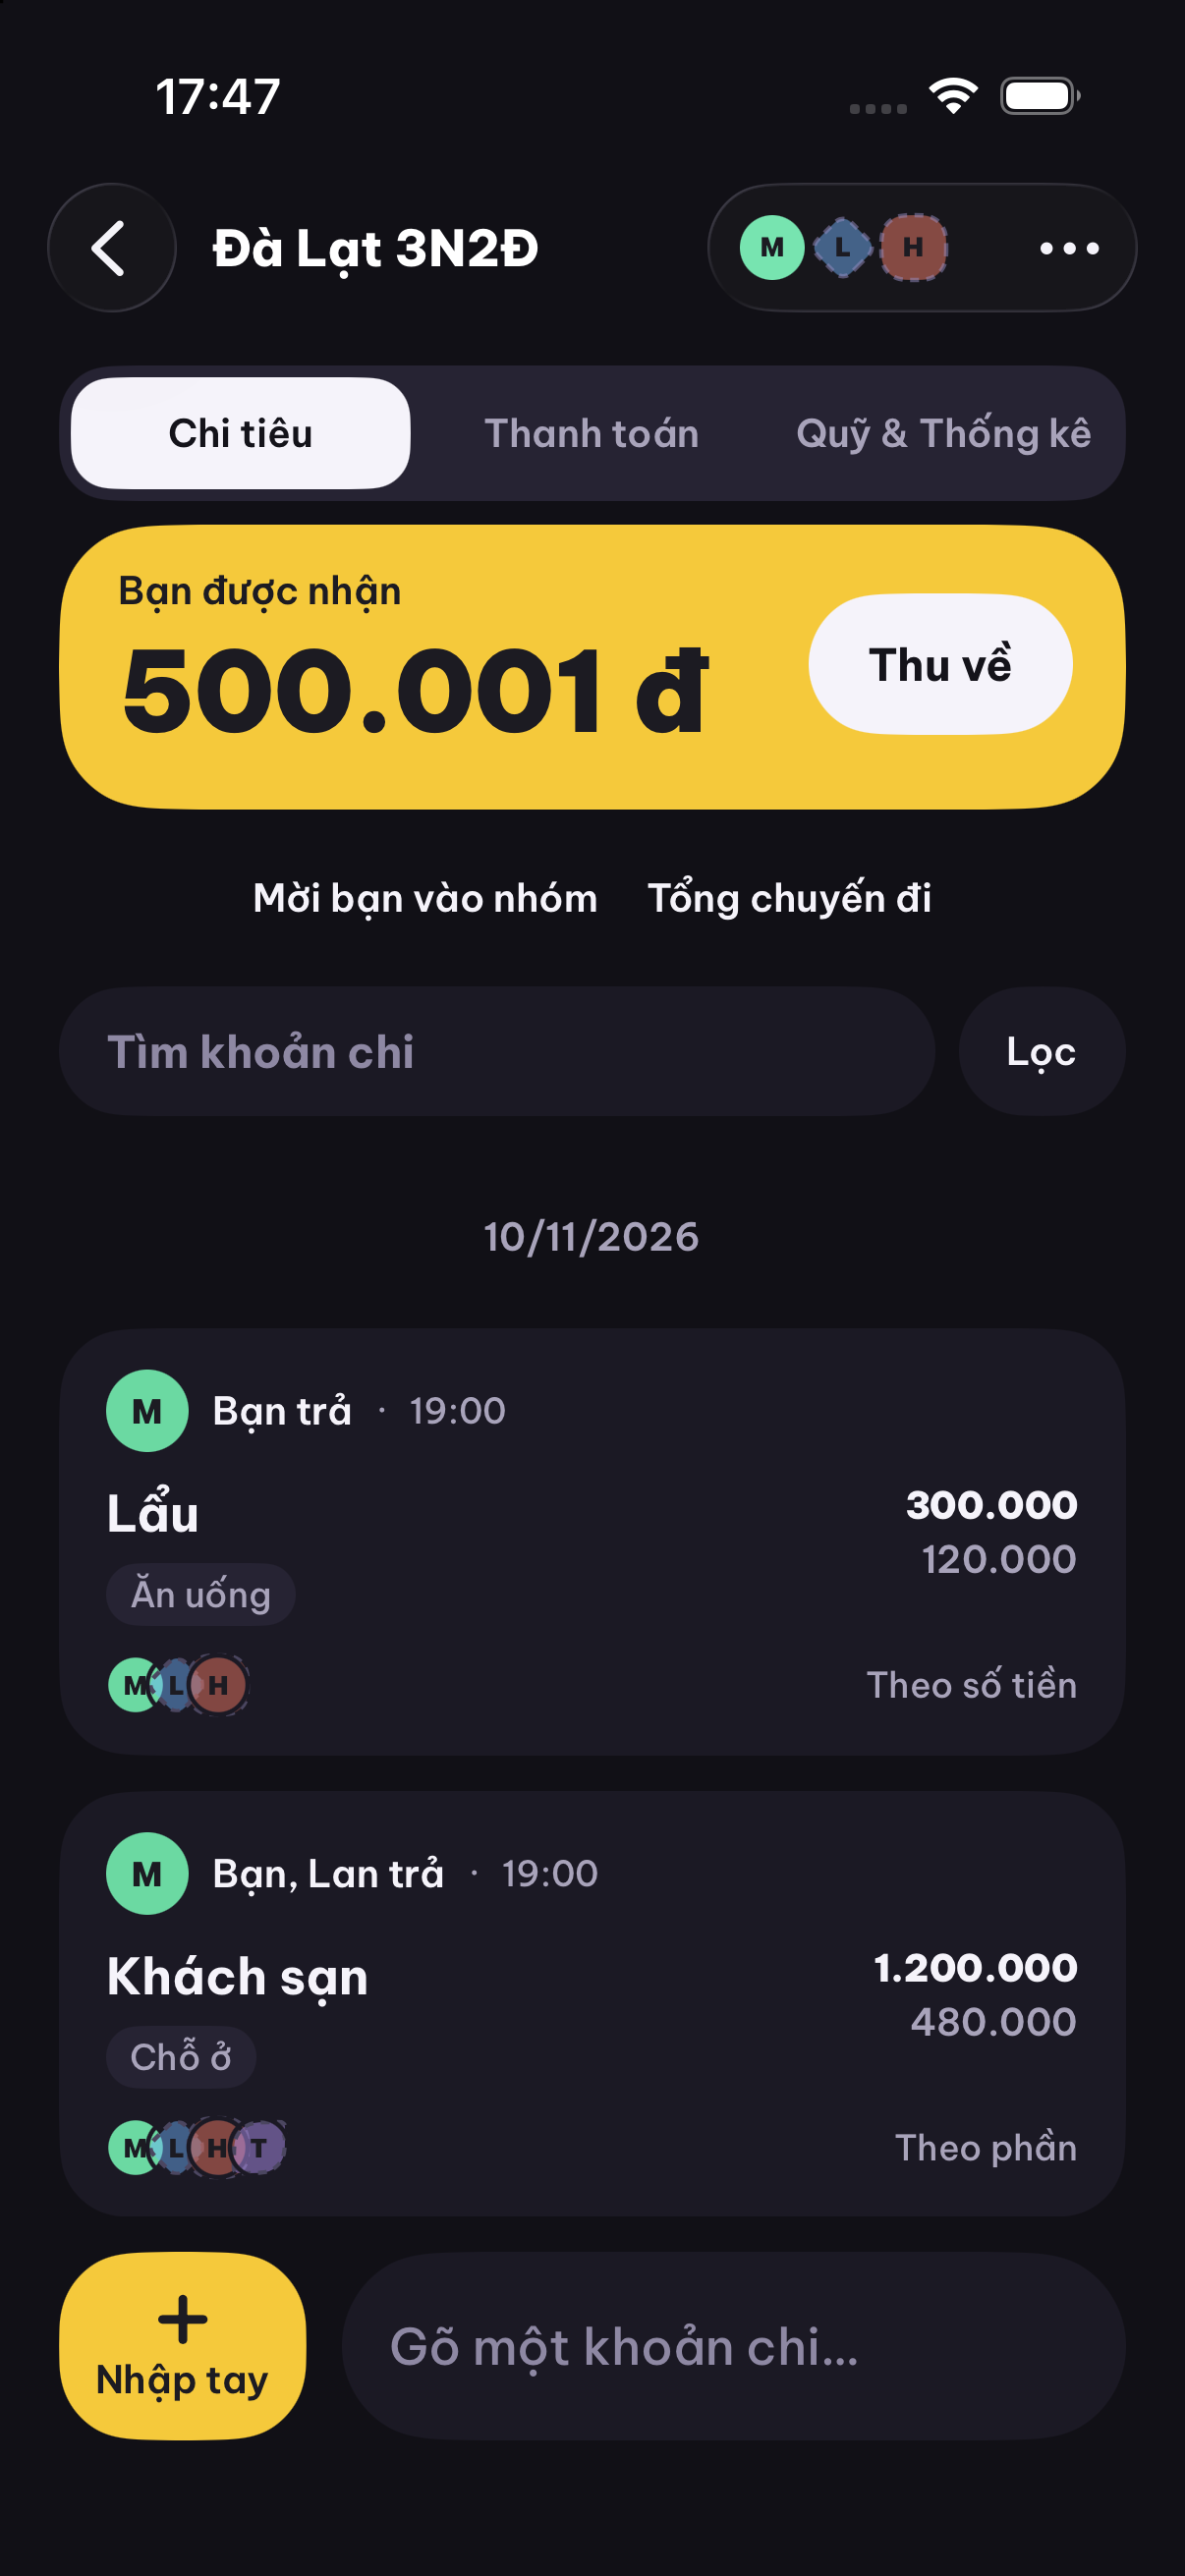 17:47
Đà Lạt 3N2Đ
M L H
Chi tiêu Thanh toán Quỹ & Thống kê
Bạn được nhận
500.001 đ
Thu về
Mời bạn vào nhóm Tổng chuyến đi
Tìm khoản chi
Lọc
10/11/2026
M Bạn trả · 19:00
Lẩu
300.000
120.000
Ăn uống
M L H
Theo số tiền
M Bạn, Lan trả · 19:00
Khách sạn
1.200.000
480.000
Chỗ ở
M L H T
Theo phần
Nhập tay
Gõ một khoản chi...